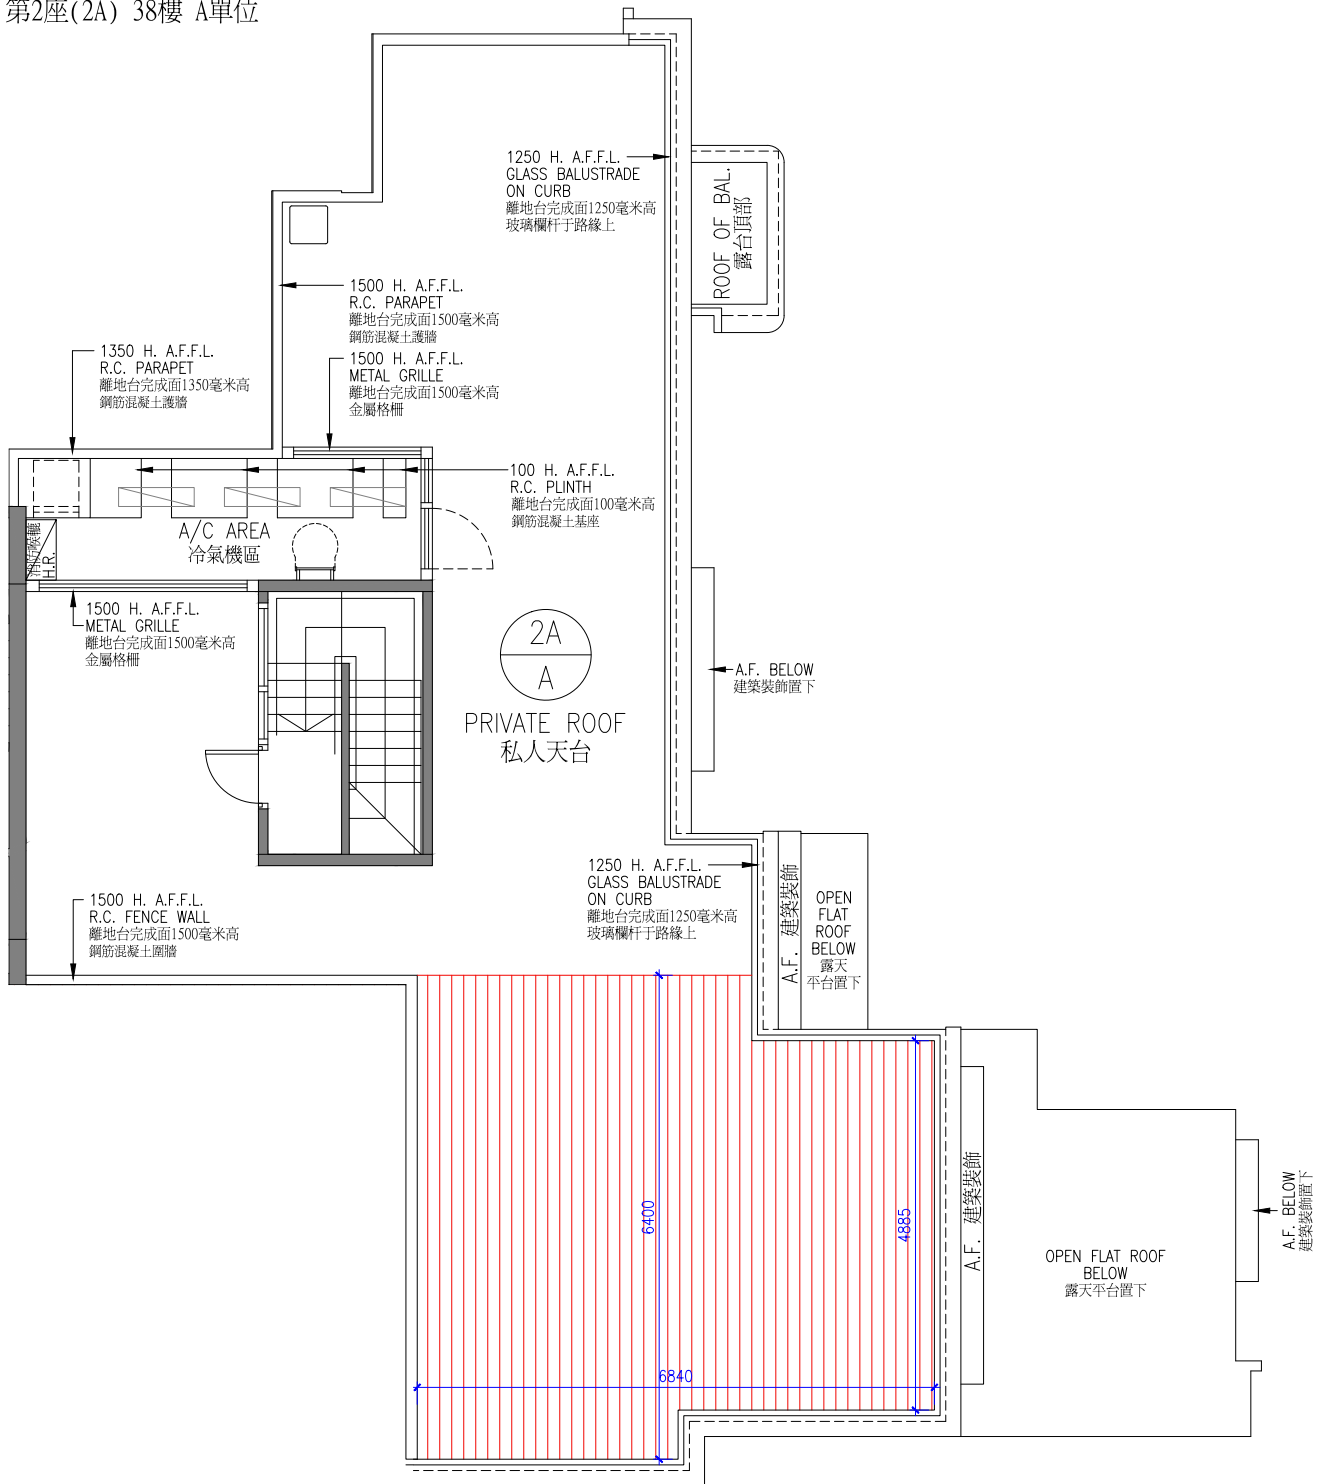 第2座(2A) 38樓 A單位
1250 H. A.F.F.L.
GLASS BALUSTRADE
ON CURB
離地台完成面1250毫米高
玻璃欄杆于路緣上
ROOF OF BAL.
露台頂部
1500 H. A.F.F.L.
R.C. PARAPET
離地台完成面1500毫米高
鋼筋混凝土護牆
1350 H. A.F.F.L.
R.C. PARAPET
離地台完成面1350毫米高
鋼筋混凝土護牆
1500 H. A.F.F.L.
METAL GRILLE
離地台完成面1500毫米高
金屬格柵
100 H. A.F.F.L.
R.C. PLINTH
離地台完成面100毫米高
鋼筋混凝土基座
A/C AREA
冷氣機區
消防喉轆
H.R.
1500 H. A.F.F.L.
METAL GRILLE
離地台完成面1500毫米高
金屬格柵
2A
A
PRIVATE ROOF
私人天台
A.F. BELOW
建築裝飾置下
1250 H. A.F.F.L.
GLASS BALUSTRADE
ON CURB
離地台完成面1250毫米高
玻璃欄杆于路緣上
A.F. 建築裝飾
OPEN
FLAT
ROOF
BELOW
露天
平台置下
1500 H. A.F.F.L.
R.C. FENCE WALL
離地台完成面1500毫米高
鋼筋混凝土圍牆
6400
4885
6840
A.F. 建築裝飾
OPEN FLAT ROOF
BELOW
露天平台置下
A.F. BELOW
建築裝飾置下